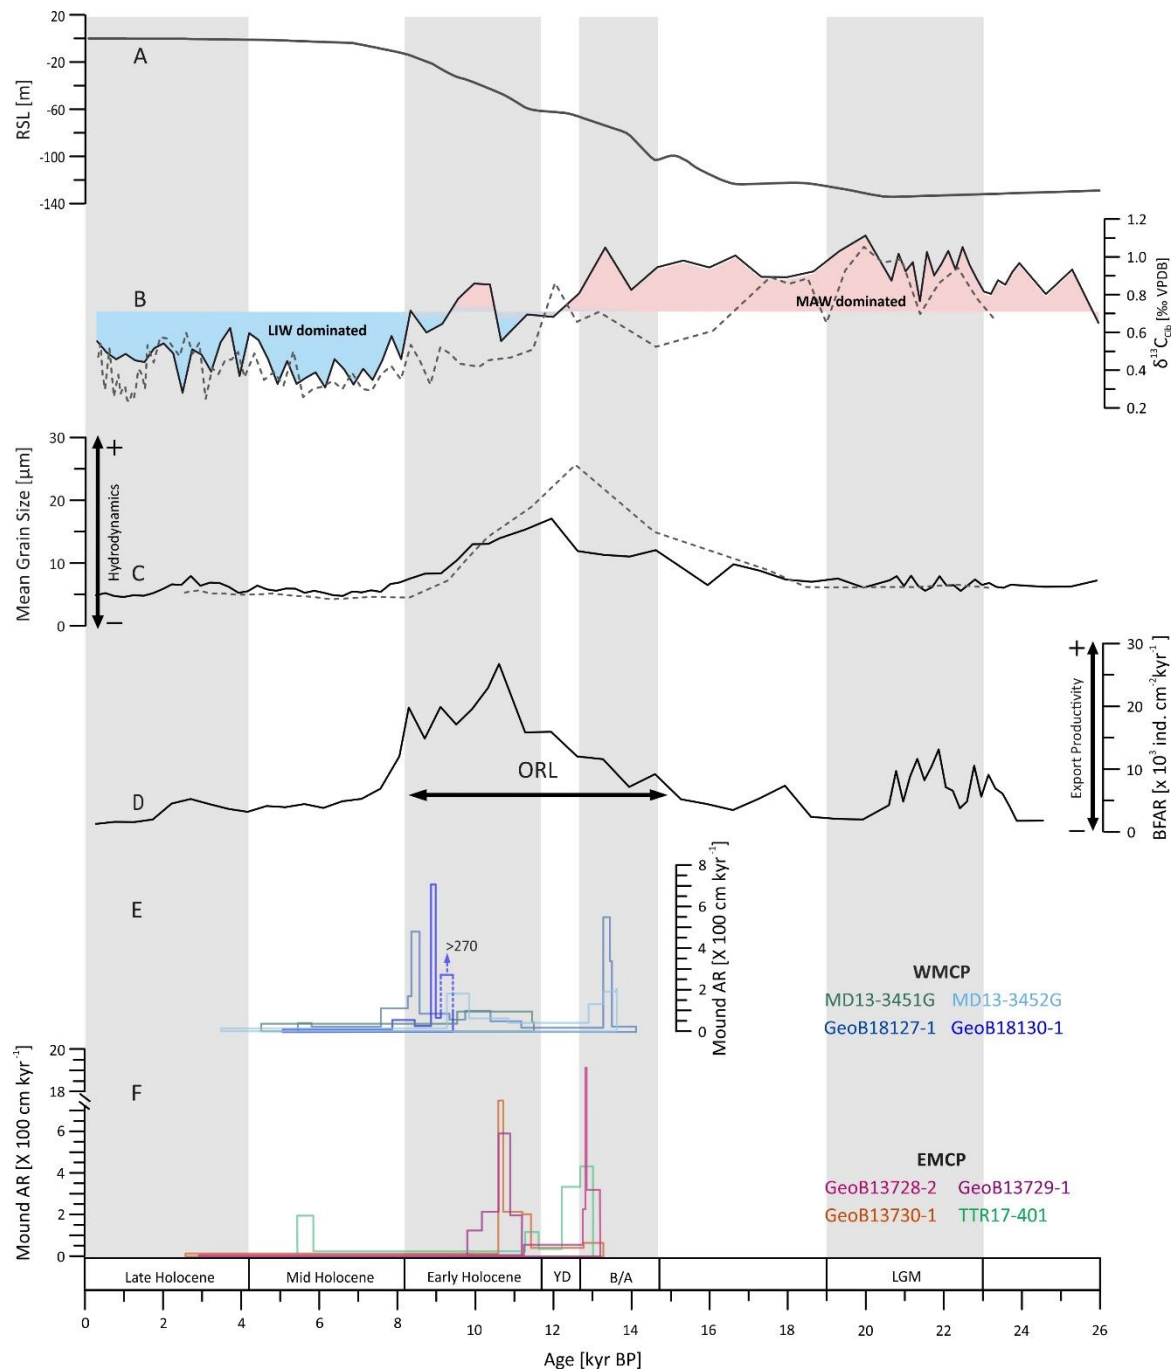 20
-20
-60
-100
-140
RSL [m]
A
1.2
1.0
0.8
0.6
0.4
0.2
δ¹³C_Cib [‰ VPDB]
B
LIW dominated
MAW dominated
30
20
10
0
Mean Grain Size [µm]
+
Hydrodynamics
−
C
30
20
10
0
BFAR [x 10³ ind. cm⁻²kyr⁻¹]
+
Export Productivity
−
ORL
D
8
6
4
2
0
Mound AR [X 100 cm kyr⁻¹]
E
>270
WMCP
MD13-3451G MD13-3452G
GeoB18127-1 GeoB18130-1
20
18
6
4
2
0
Mound AR [X 100 cm kyr⁻¹]
F
EMCP
GeoB13728-2 GeoB13729-1
GeoB13730-1 TTR17-401
Late Holocene Mid Holocene Early Holocene YD B/A LGM
0 2 4 6 8 10 12 14 16 18 20 22 24 26
Age [kyr BP]